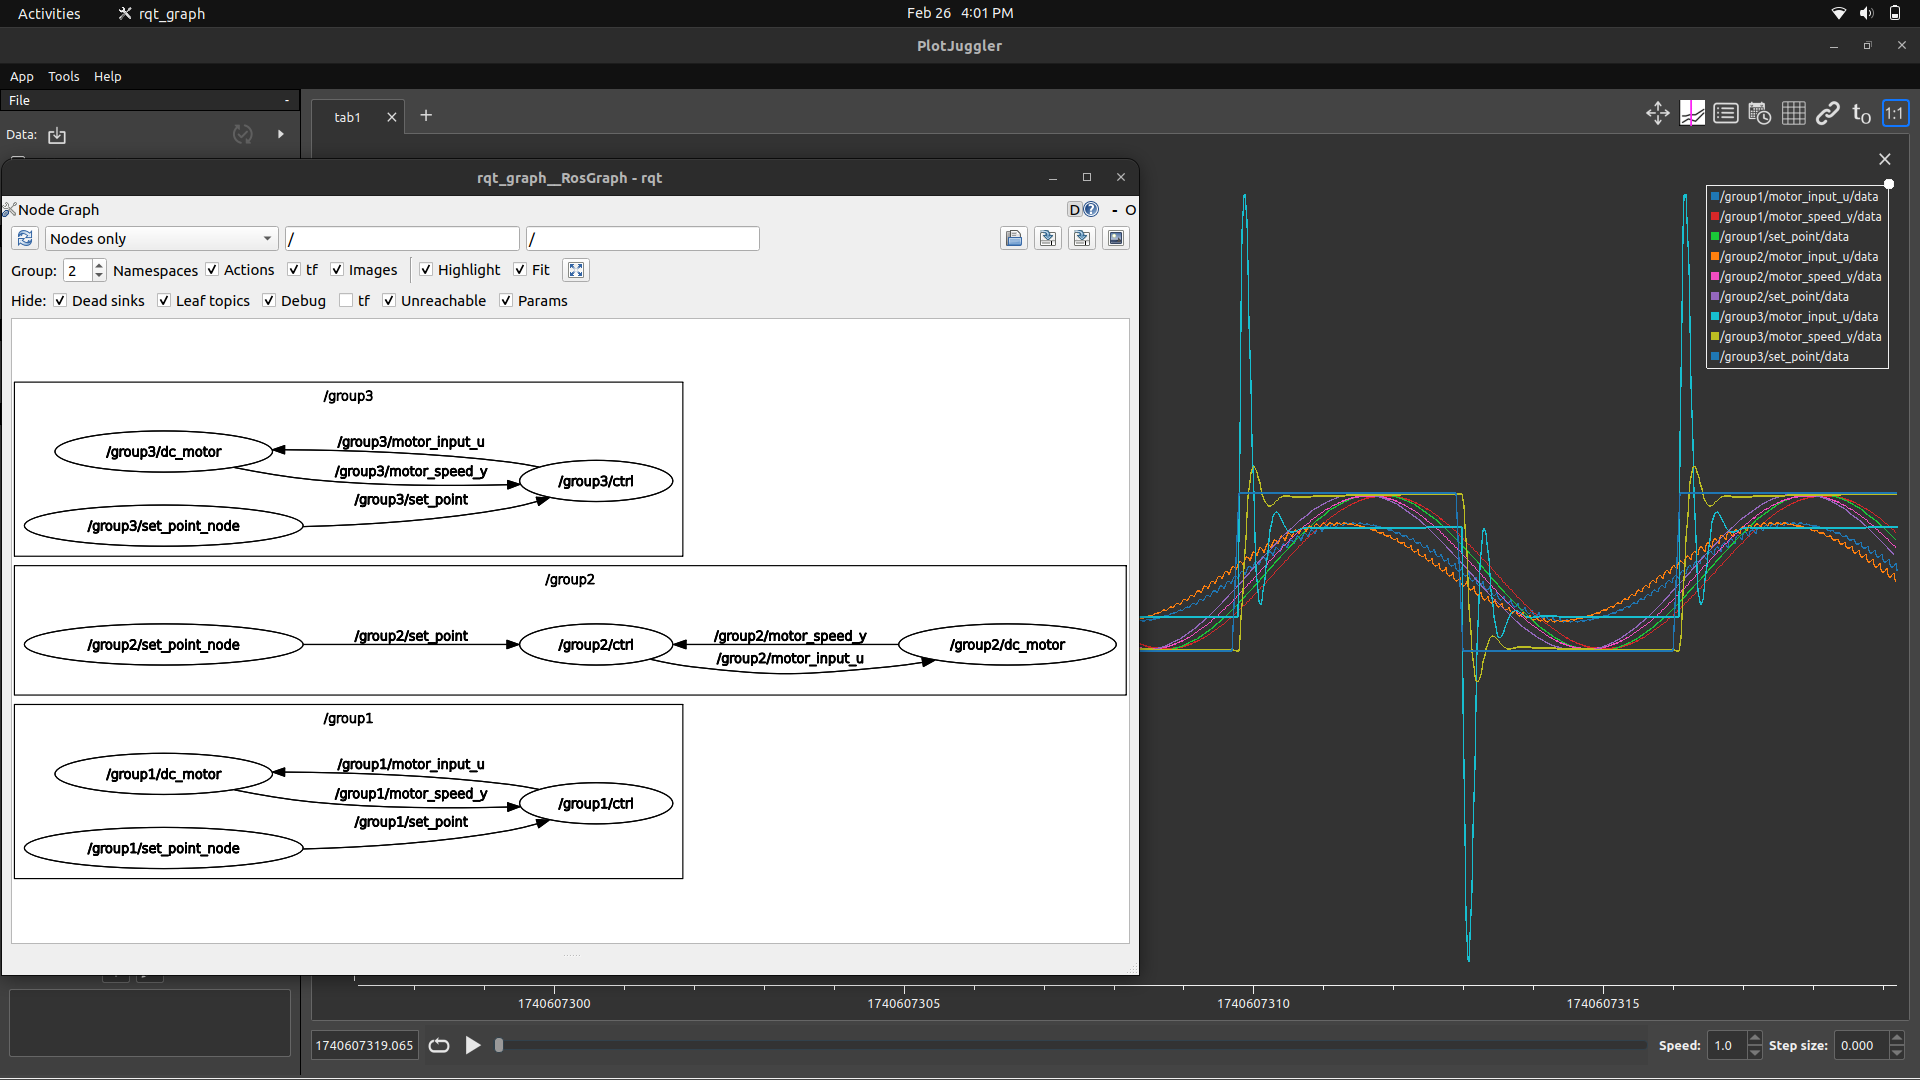 Activities rqt_graph Feb 26 4:01 PM
PlotJuggler
App Tools Help
File -
Data:
tab1 +
t0 1:1
rqt_graph__RosGraph - rqt
Node Graph D ? - O
Nodes only / /
Group: 2 Namespaces Actions tf Images Highlight Fit
Hide: Dead sinks Leaf topics Debug tf Unreachable Params
/group3
/group3/dc_motor
/group3/motor_input_u
/group3/motor_speed_y
/group3/ctrl
/group3/set_point
/group3/set_point_node
/group2
/group2/set_point_node
/group2/set_point
/group2/ctrl
/group2/motor_speed_y
/group2/motor_input_u
/group2/dc_motor
/group1
/group1/dc_motor
/group1/motor_input_u
/group1/motor_speed_y
/group1/ctrl
/group1/set_point
/group1/set_point_node
/group1/motor_input_u/data
/group1/motor_speed_y/data
/group1/set_point/data
/group2/motor_input_u/data
/group2/motor_speed_y/data
/group2/set_point/data
/group3/motor_input_u/data
/group3/motor_speed_y/data
/group3/set_point/data
1740607300 1740607305 1740607310 1740607315
1740607319.065 Speed: 1.0 Step size: 0.000